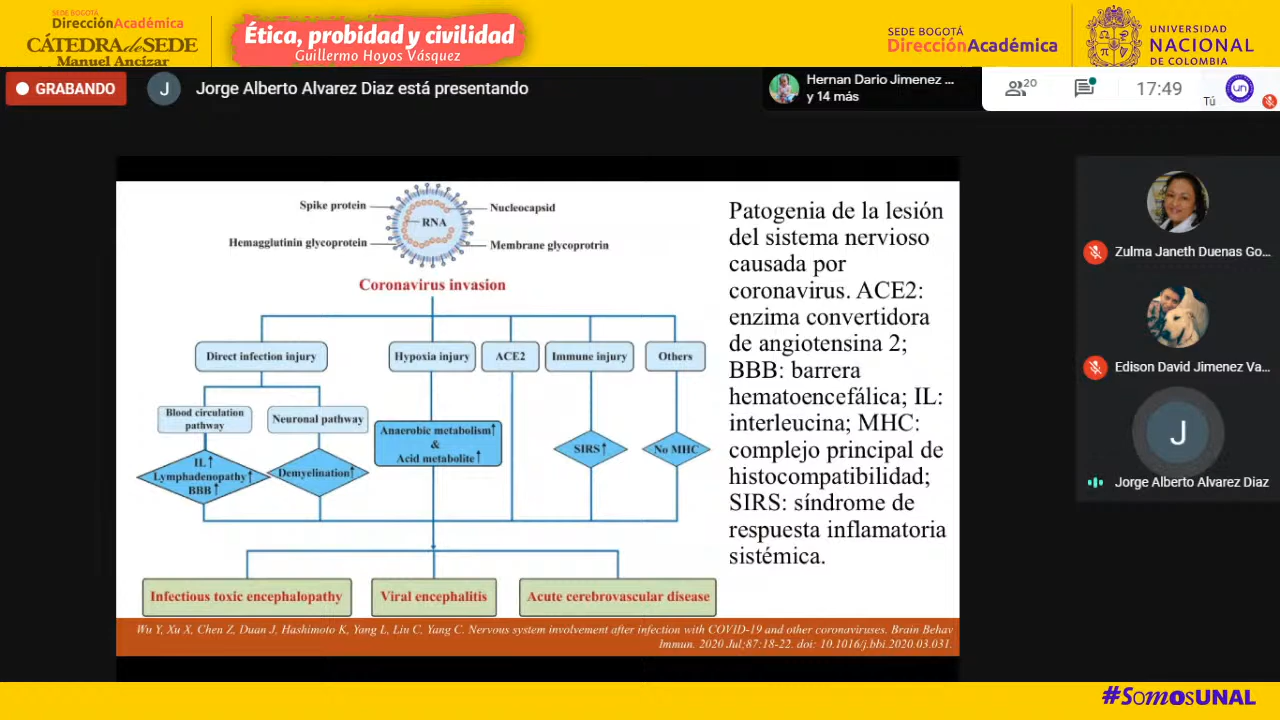 SEDE BOGOTÁ
DirecciónAcadémica
CÁTEDRAdeSEDE
Manuel Ancízar
Ética, probidad y civilidad
Guillermo Hoyos Vásquez
SEDE BOGOTÁ
DirecciónAcadémica
UNIVERSIDAD
NACIONAL
DE COLOMBIA
GRABANDO
J
Jorge Alberto Alvarez Diaz está presentando
Hernan Dario Jimenez ...
y 14 más
20
17:49
Tú
un
Spike protein
Nucleocapsid
RNA
Hemagglutinin glycoprotein
Membrane glycoprotrin
Coronavirus invasion
Direct infection injury
Hypoxia injury
ACE2
Immune injury
Others
Blood circulation
pathway
Neuronal pathway
Anaerobic metabolism↑
&
Acid metabolite↑
IL↑
Lymphadenopathy↑
BBB↑
Demyelination↑
SIRS↑
No MHC
Infectious toxic encephalopathy
Viral encephalitis
Acute cerebrovascular disease
Patogenia de la lesión
del sistema nervioso
causada por
coronavirus. ACE2:
enzima convertidora
de angiotensina 2;
BBB: barrera
hematoencefálica; IL:
interleucina; MHC:
complejo principal de
histocompatibilidad;
SIRS: síndrome de
respuesta inflamatoria
sistémica.
Wu Y, Xu X, Chen Z, Duan J, Hashimoto K, Yang L, Liu C, Yang C. Nervous system involvement after infection with COVID-19 and other coronaviruses. Brain Behav
Immun. 2020 Jul;87:18-22. doi: 10.1016/j.bbi.2020.03.031.
Zulma Janeth Duenas Go...
Edison David Jimenez Va...
J
Jorge Alberto Alvarez Diaz
#SomosUNAL